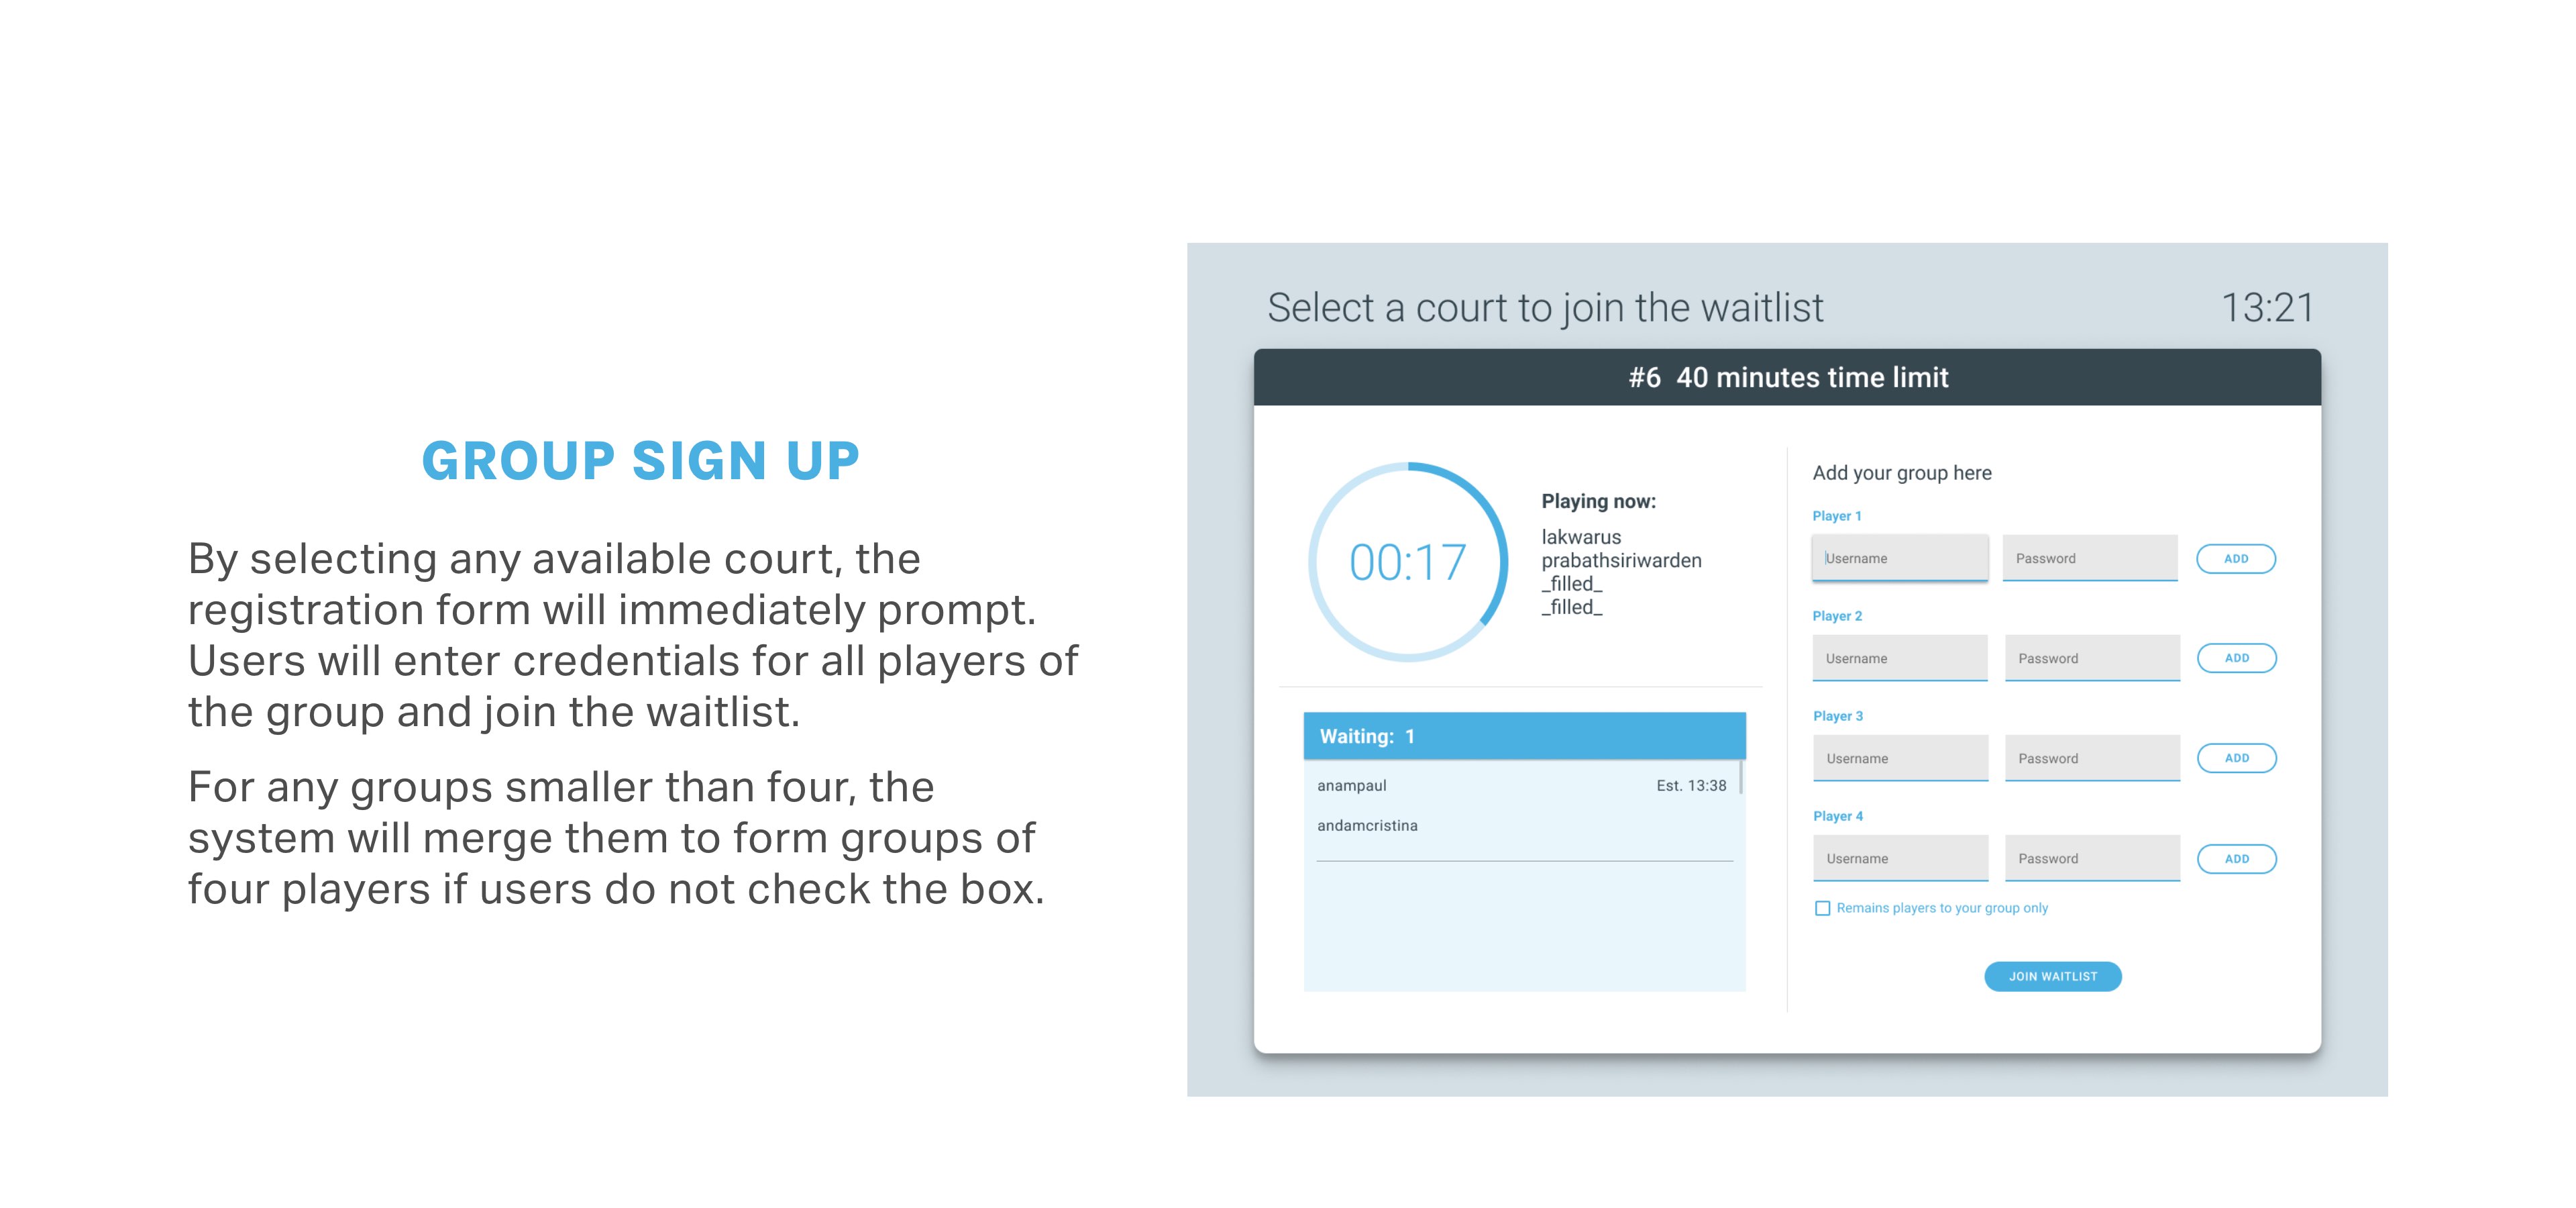 GROUP SIGN UP
By selecting any available court, the
registration form will immediately prompt.
Users will enter credentials for all players of
the group and join the waitlist.
For any groups smaller than four, the
system will merge them to form groups of
four players if users do not check the box.
Select a court to join the waitlist
13:21
#6 40 minutes time limit
00:17
Playing now:
lakwarus
prabathsiriwarden
_filled_
_filled_
Waiting: 1
anampaul Est. 13:38
andamcristina
Add your group here
Player 1
Username Password ADD
Player 2
Username Password ADD
Player 3
Username Password ADD
Player 4
Username Password ADD
Remains players to your group only
JOIN WAITLIST